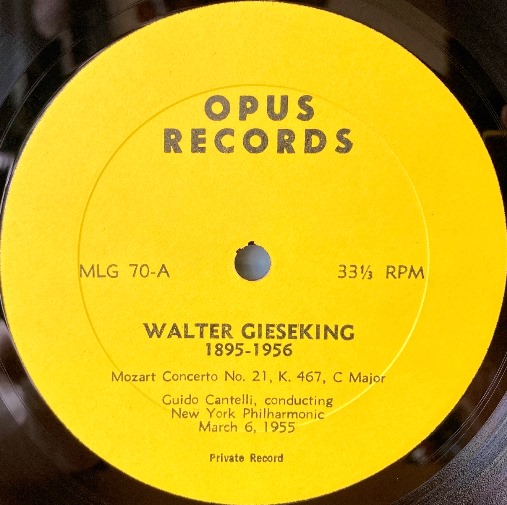 OPUS
RECORDS
MLG 70-A
33⅓ RPM
WALTER GIESEKING
1895-1956
Mozart Concerto No. 21, K. 467, C Major
Guido Cantelli, conducting
New York Philharmonic
March 6, 1955
Private Record